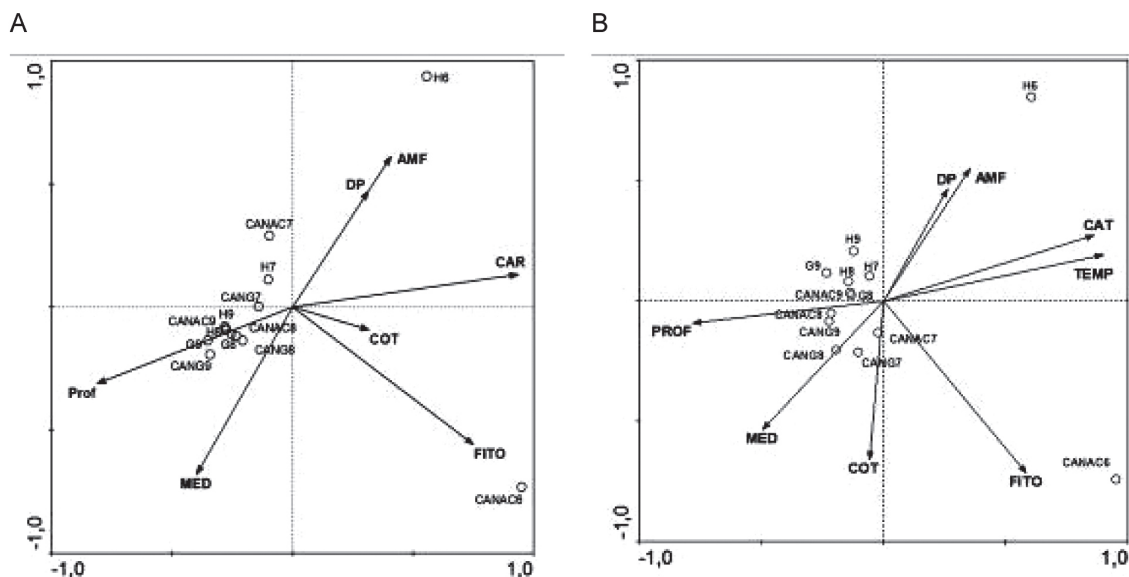 A
B
1,0
H6
AMF
DP
CANAC7
H7
CAR
CANG7
H9
CANAC9
CANAC8
COT
G9
G8
CANG8
CANG9
Prof
FITO
MED
CANAC6
-1,0
-1,0
1,0
1,0
H6
DP
AMF
CAT
H9
G9
H8
H7
TEMP
CANAC9
G8
CANAC8
PROF
CANG9
CANAC7
CANG8
CANG7
MED
COT
CANAC6
FITO
-1,0
-1,0
1,0